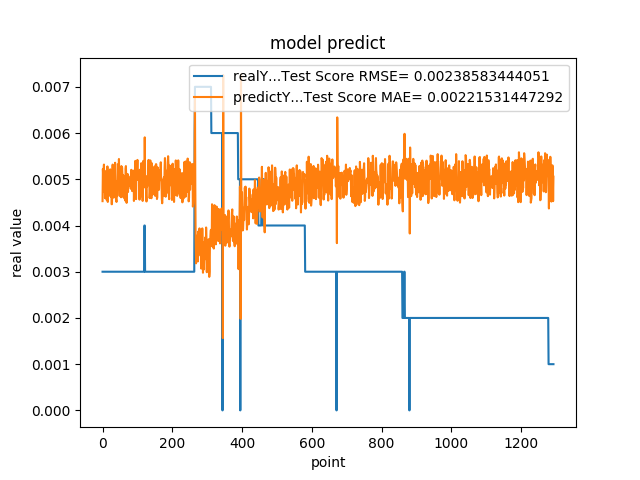 model predict
realY...Test Score RMSE= 0.00238583444051
predictY...Test Score MAE= 0.00221531447292
real value
0.007
0.006
0.005
0.004
0.003
0.002
0.001
0.000
0 200 400 600 800 1000 1200
point